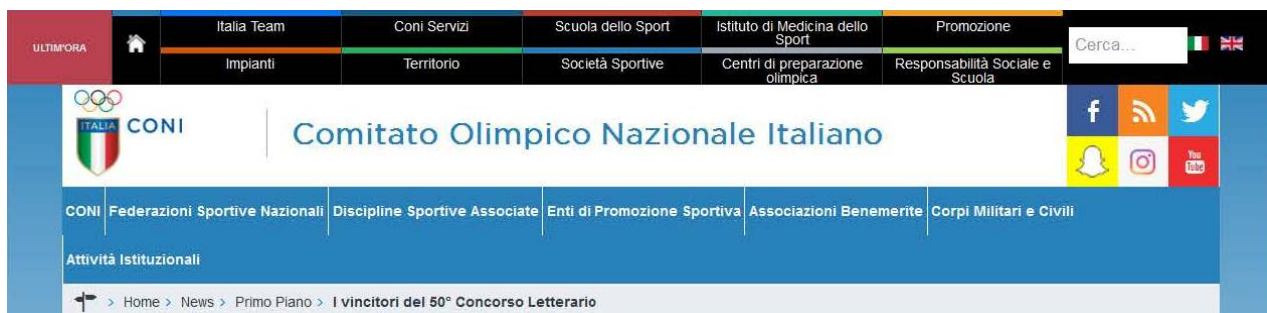 ULTIM'ORA
Italia Team
Coni Servizi
Scuola dello Sport
Istituto di Medicina dello
Sport
Promozione
Cerca...
Impianti
Territorio
Società Sportive
Centri di preparazione
olimpica
Responsabilità Sociale e
Scuola
ITALIA
CONI
Comitato Olimpico Nazionale Italiano
f
You
Tube
CONI Federazioni Sportive Nazionali Discipline Sportive Associate Enti di Promozione Sportiva Associazioni Benemerite Corpi Militari e Civili
Attività Istituzionali
> Home > News > Primo Piano > I vincitori del 50° Concorso Letterario